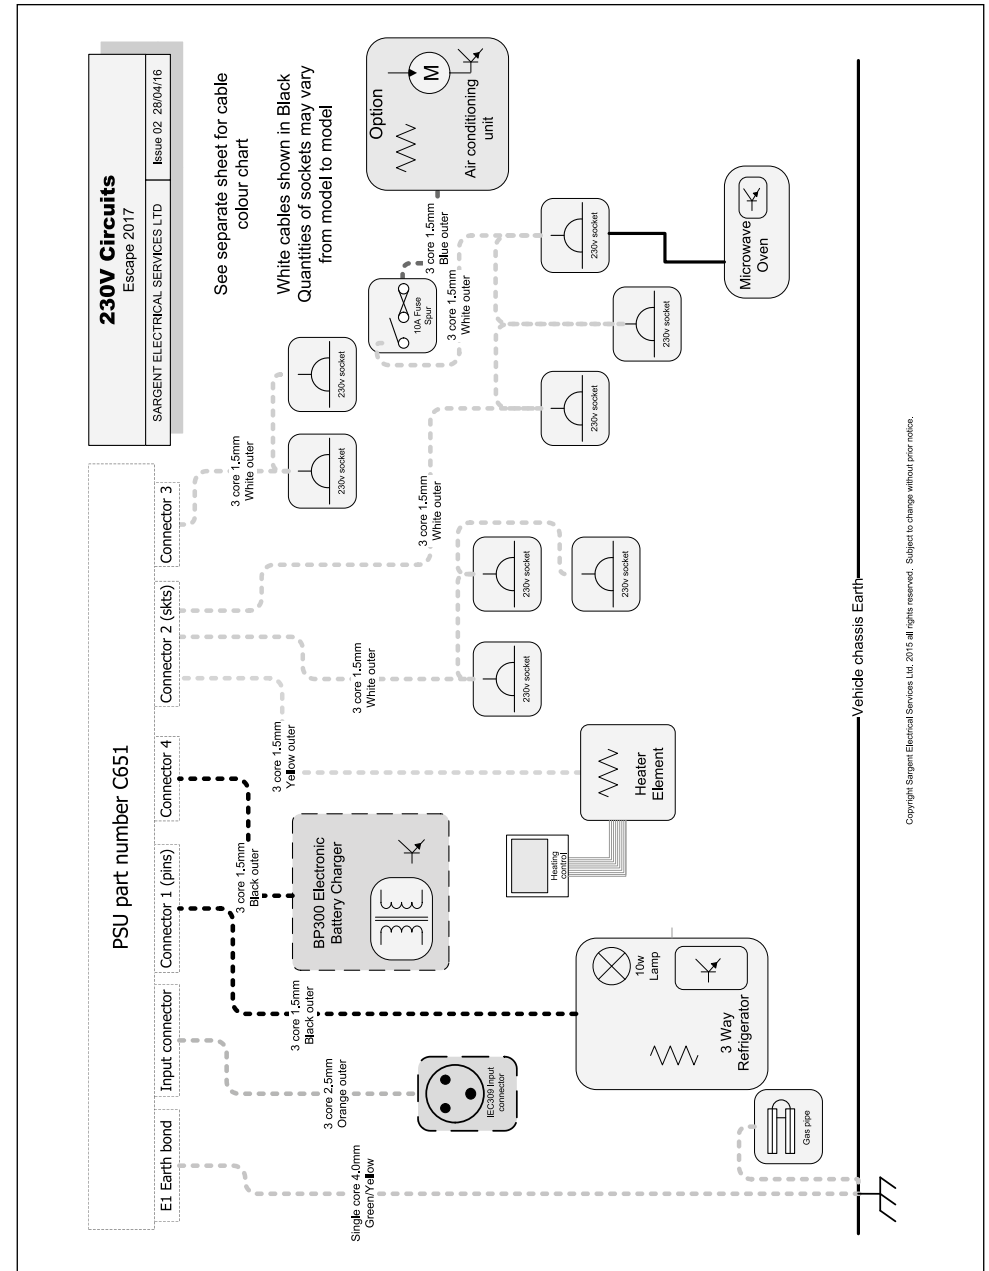 230V Circuits
Escape 2017
SARGENT ELECTRICAL SERVICES LTD
Issue 02 28/04/16
See separate sheet for cable
colour chart
White cables shown in Black
Quantities of sockets may vary
from model to model
PSU part number C651
E1 Earth bond
Input connector
Connector 1 (pins)
Connector 4
Connector 2 (skts)
Connector 3
Single core 4.0mm
Green/Yellow
3 core 2.5mm
Orange outer
3 core 1.5mm
Black outer
3 core 1.5mm
Black outer
3 core 1.5mm
Yellow outer
3 core 1.5mm
White outer
3 core 1.5mm
White outer
3 core 1.5mm
White outer
3 core 1.5mm
White outer
3 core 1.5mm
Blue outer
Option
M
Air conditioning
unit
10A Fuse
Spur
230v socket
230v socket
230v socket
230v socket
230v socket
230v socket
230v socket
230v socket
Microwave
Oven
BP300 Electronic
Battery Charger
IEC309 Input
connector
Heating
control
Heater
Element
10w
Lamp
3 Way
Refrigerator
Gas pipe
Vehicle chassis Earth
Copyright Sargent Electrical Services Ltd, 2015 all rights reserved. Subject to change without prior notice.